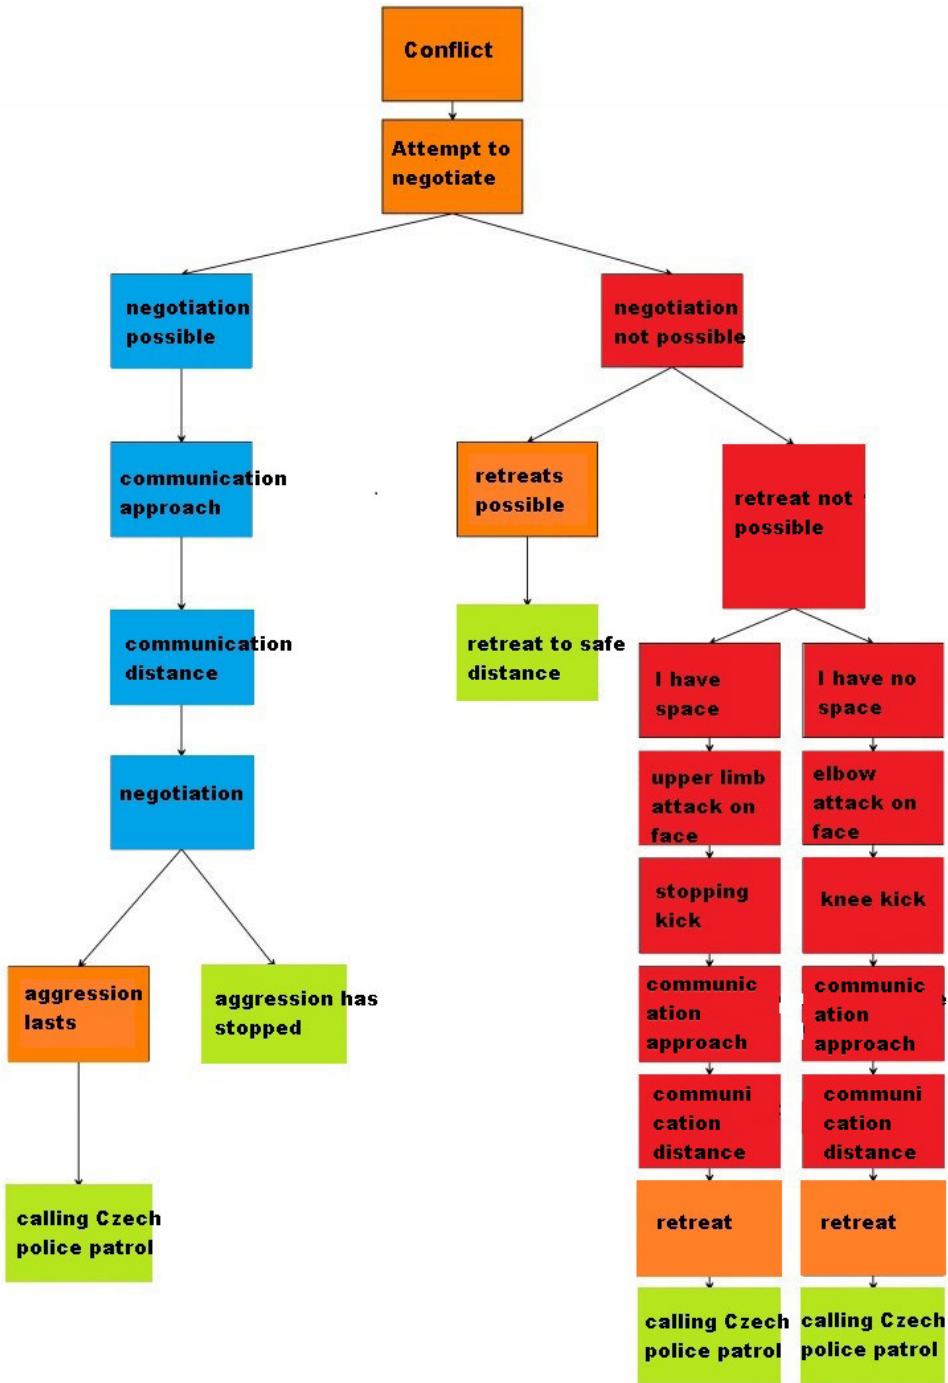 Conflict
Attempt to
negotiate
negotiation
possible
negotiation
not possible
communication
approach
retreats
possible
retreat not
possible
communication
distance
retreat to safe
distance
I have
space
I have no
space
negotiation
upper limb
attack on
face
elbow
attack on
face
stopping
kick
knee kick
aggression
lasts
aggression has
stopped
communic
ation
approach
communic
ation
approach
communi
cation
distance
communi
cation
distance
calling Czech
police patrol
retreat
retreat
calling Czech
police patrol
calling Czech
police patrol